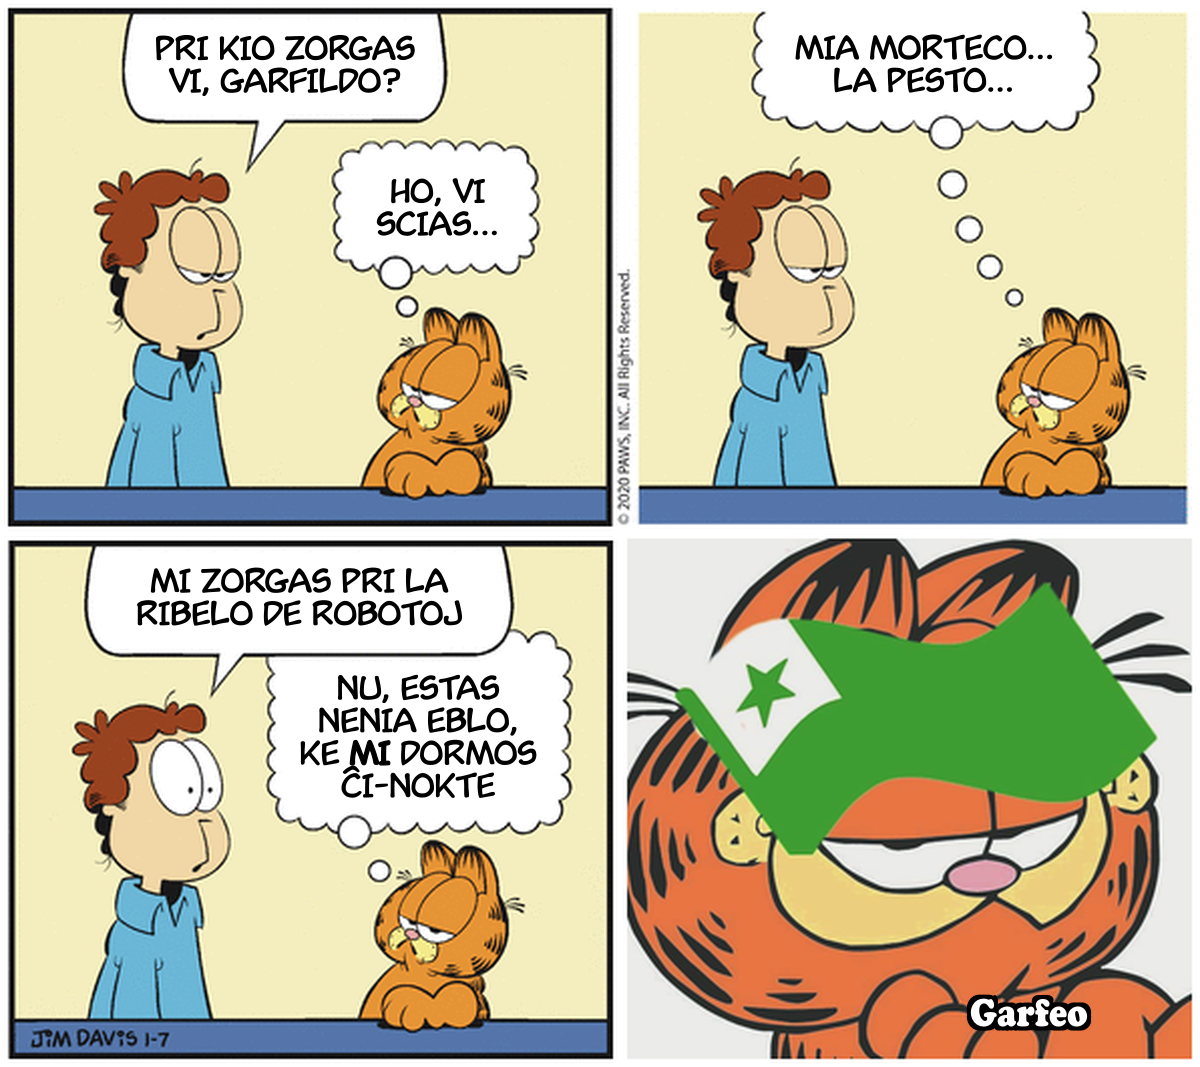 PRI KIO ZORGAS
VI, GARFILDO?
HO, VI
SCIAS...
© 2020 PAWS, INC. All Rights Reserved.
MIA MORTECO...
LA PESTO...
MI ZORGAS PRI LA
RIBELO DE ROBOTOJ
NU, ESTAS
NENIA EBLO,
KE MI DORMOS
ĈI-NOKTE
JIM DAVIS 1-7
Garfeo